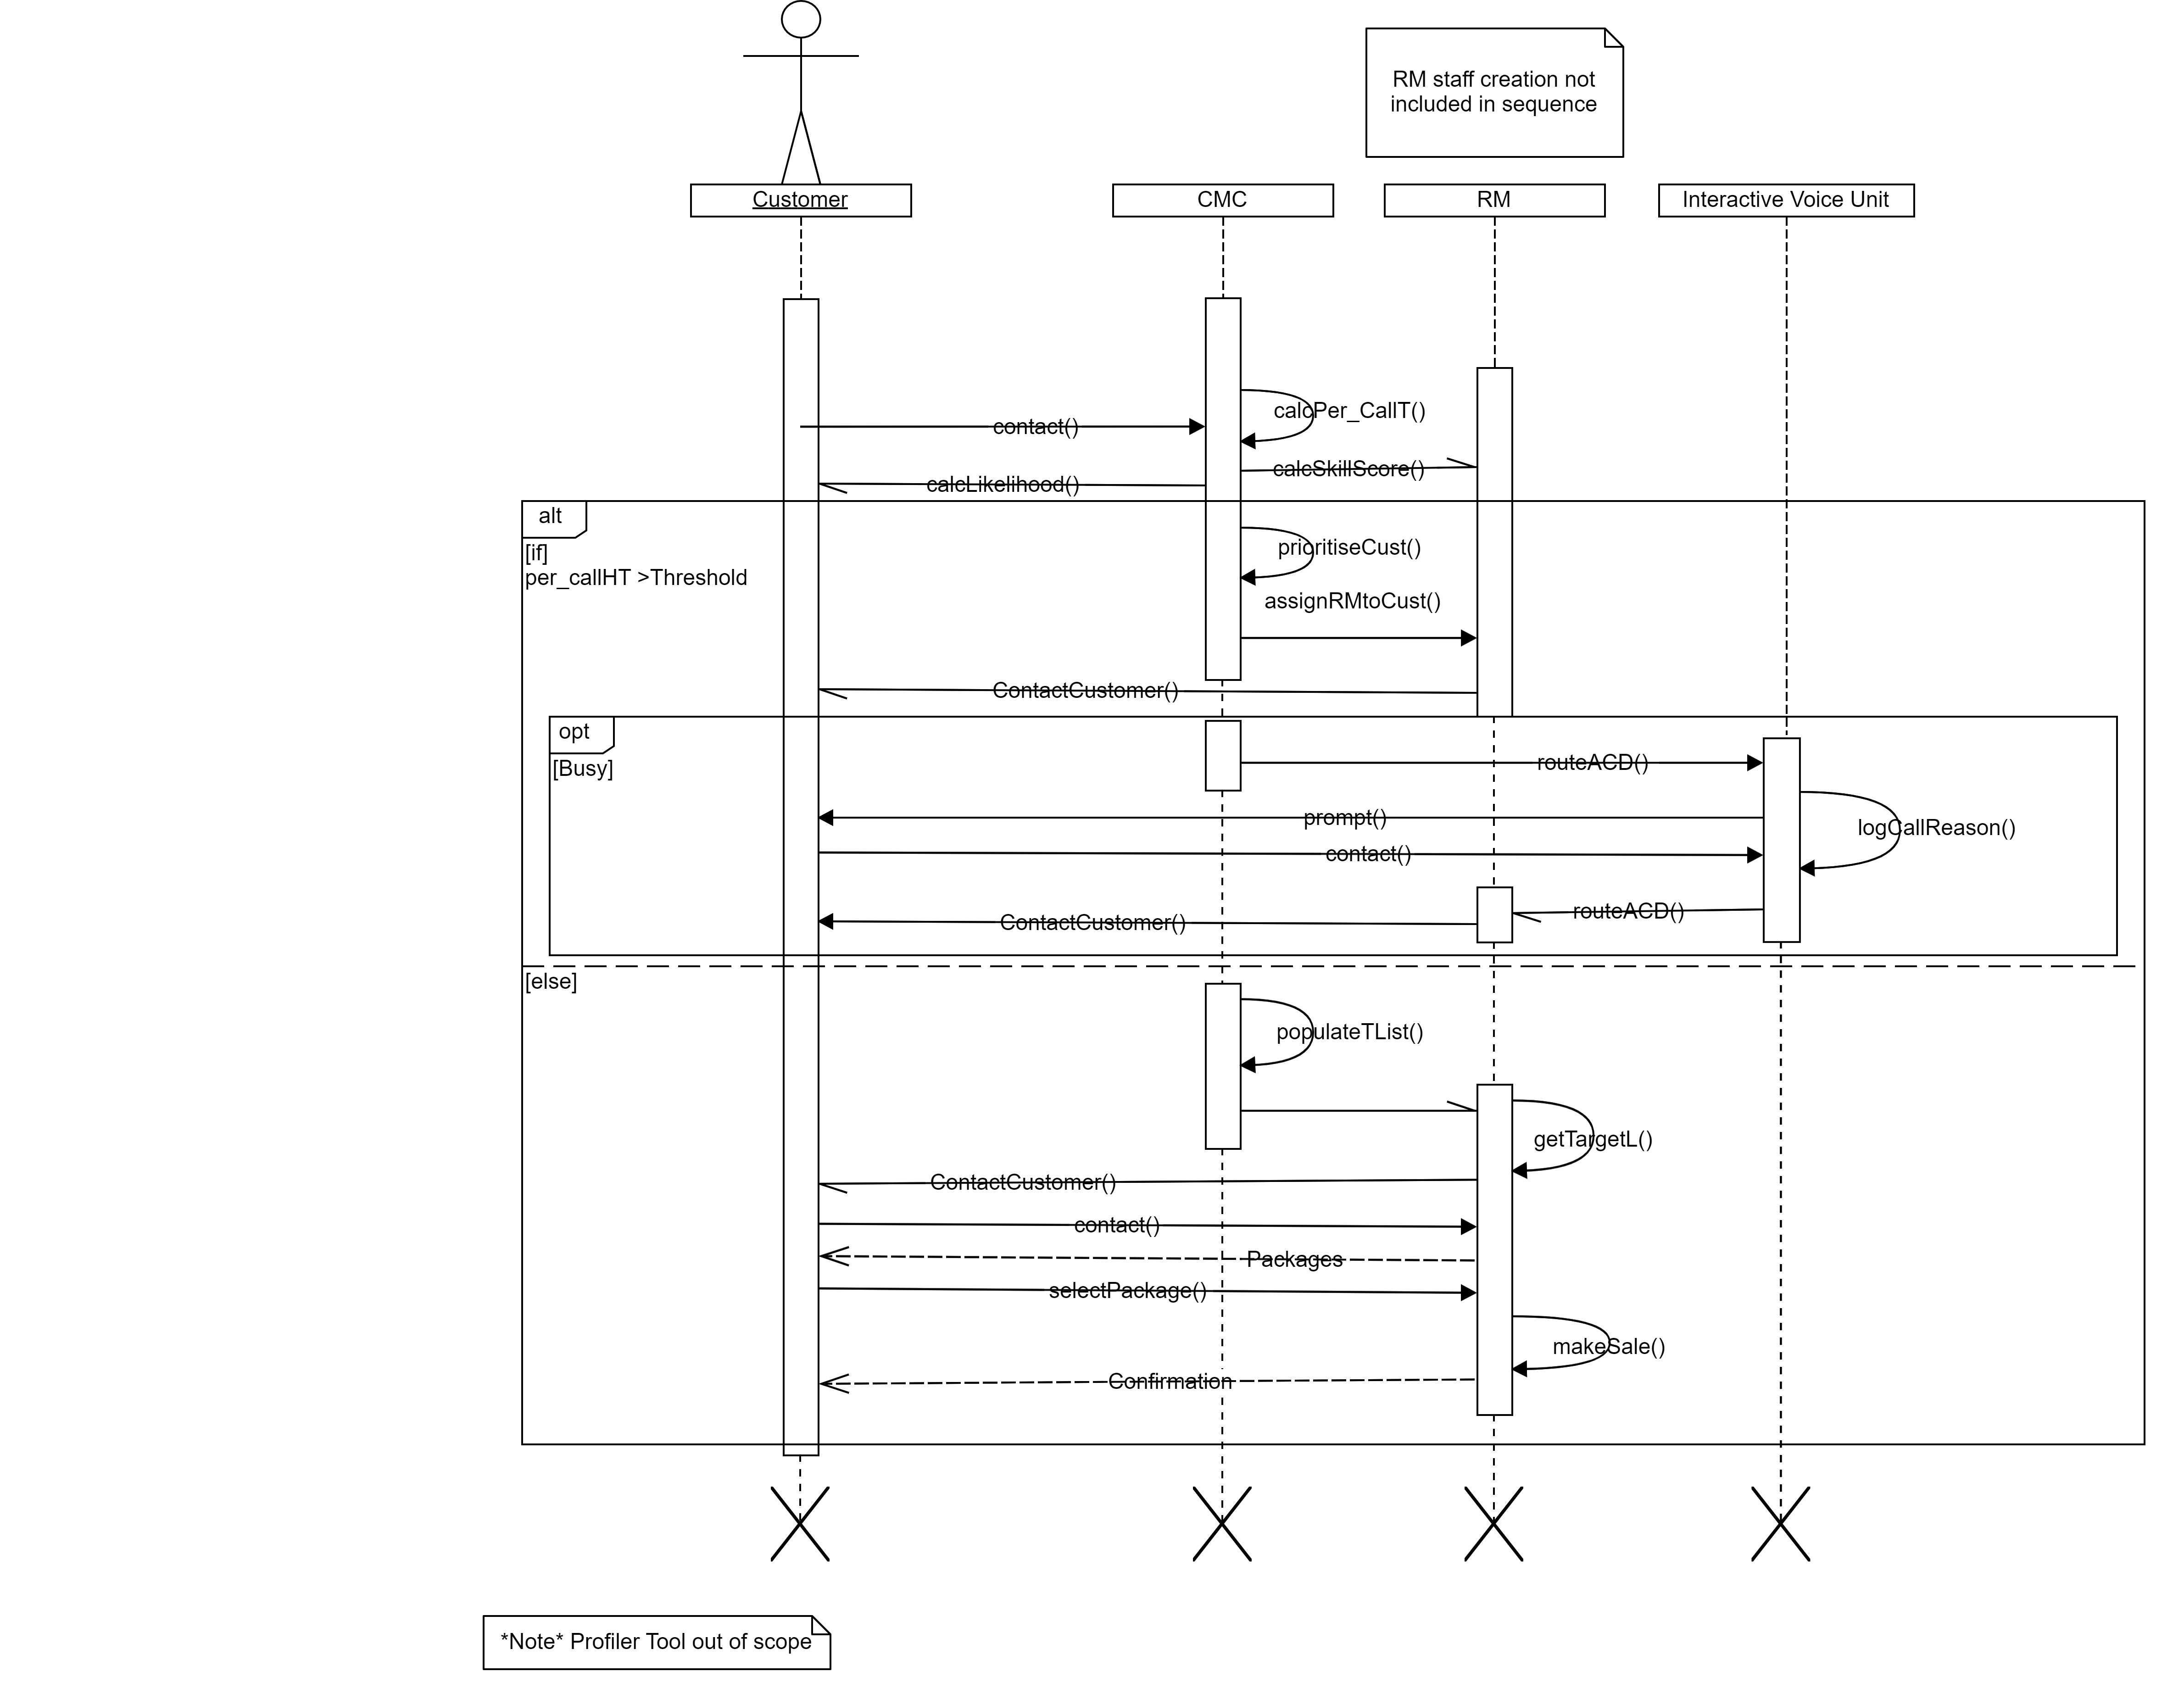 RM staff creation not
included in sequence
Customer
CMC
RM
Interactive Voice Unit
calcPer_CallT()
contact()
calcSkillScore()
calcLikelihood()
alt
[if]
per_callHT >Threshold
prioritiseCust()
assignRMtoCust()
ContactCustomer()
opt
[Busy]
routeACD()
prompt()
logCallReason()
contact()
routeACD()
ContactCustomer()
[else]
populateTList()
getTargetL()
ContactCustomer()
contact()
Packages
selectPackage()
makeSale()
Confirmation
*Note* Profiler Tool out of scope